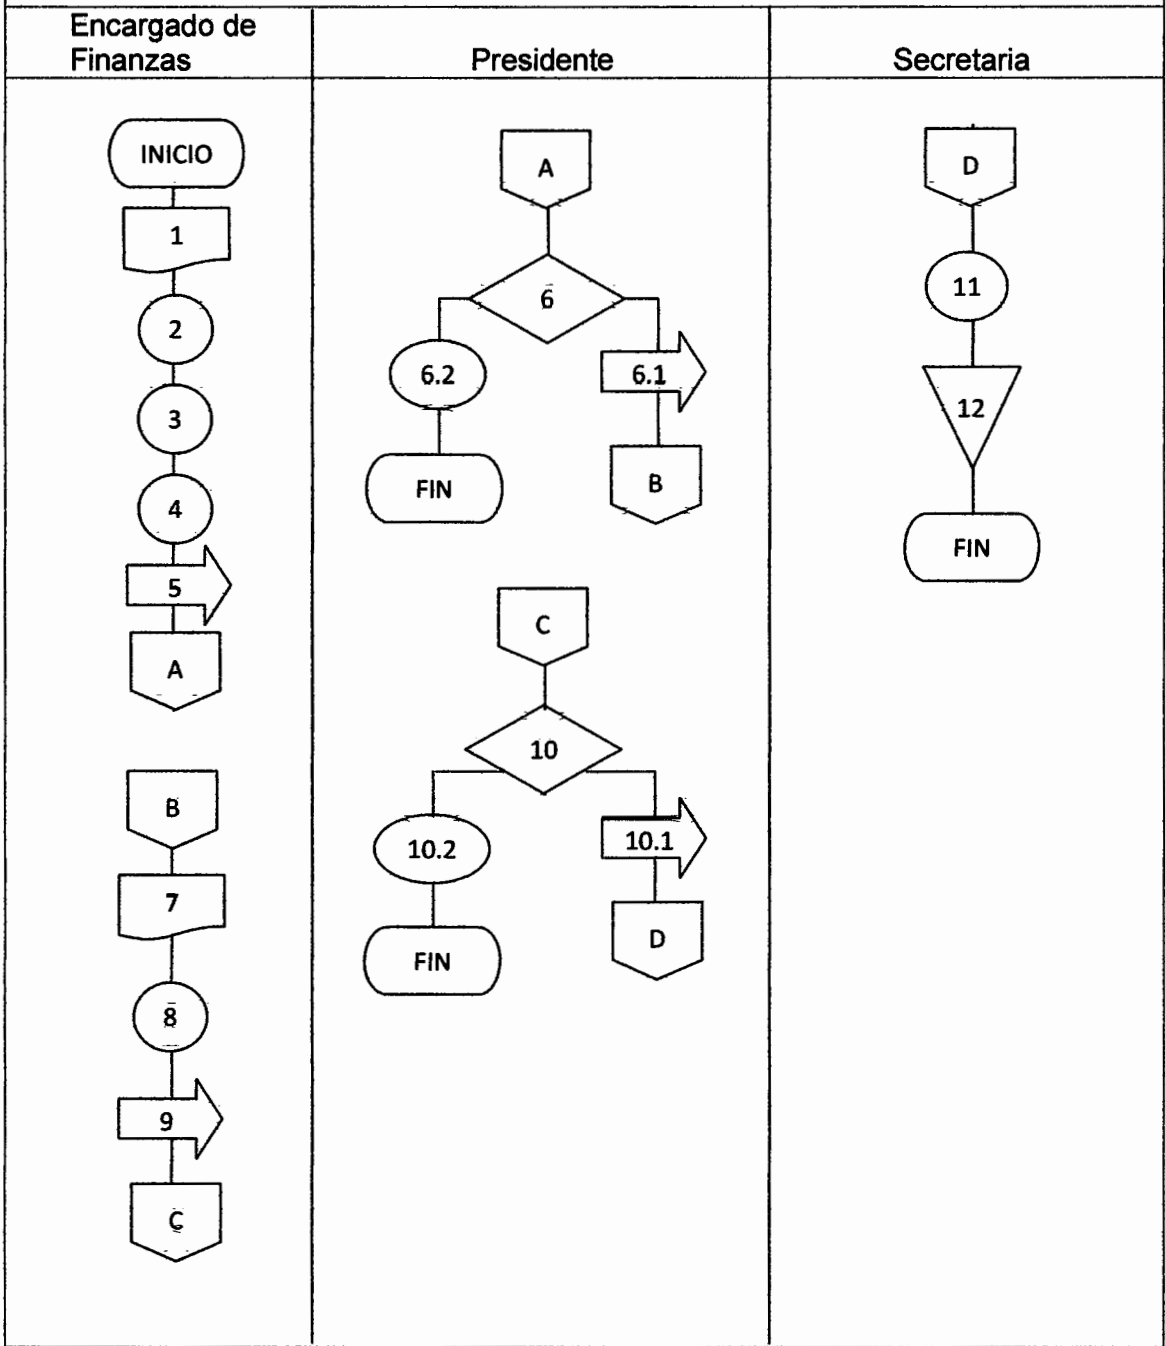 Encargado de
Finanzas
Presidente
Secretaria
INICIO
1
2
3
4
5
A
B
7
8
9
C
A
6
6.2
6.1
FIN
B
C
10
10.2
10.1
FIN
D
D
11
12
FIN